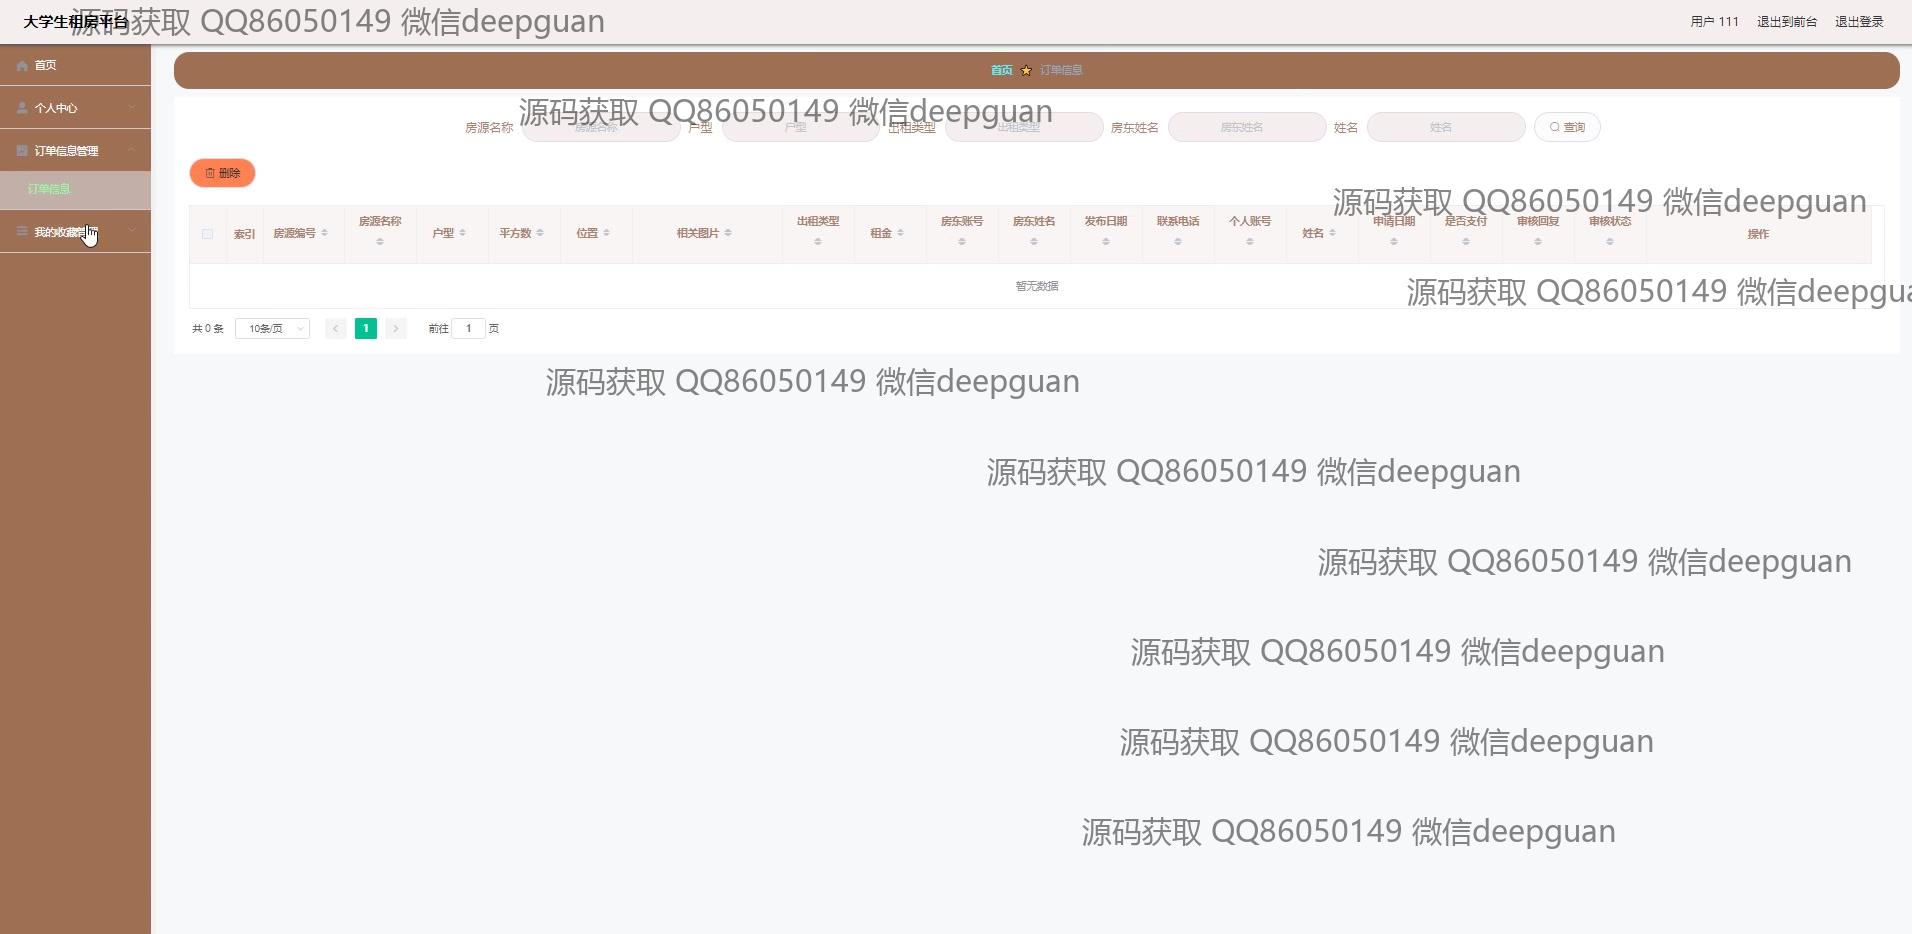 大学生租房平台
源码获取 QQ86050149 微信deepguan
用户 111 退出到前台 退出登录
首页
个人中心
订单信息管理
订单信息
我的收藏管理
首页 订单信息
源码获取 QQ86050149 微信deepguan
房源名称 房源名称 户型 户型 出租类型 出租类型 房东姓名 房东姓名 姓名 姓名 查询
删除
源码获取 QQ86050149 微信deepguan
索引 房源编号 房源名称 户型 平方数 位置 相关图片 出租类型 租金 房东账号 房东姓名 发布日期 联系电话 个人账号 姓名 申请日期 是否支付 审核回复 审核状态 操作
暂无数据
源码获取 QQ86050149 微信deepgua
共 0 条 10条/页 1 前往 1 页
源码获取 QQ86050149 微信deepguan
源码获取 QQ86050149 微信deepguan
源码获取 QQ86050149 微信deepguan
源码获取 QQ86050149 微信deepguan
源码获取 QQ86050149 微信deepguan
源码获取 QQ86050149 微信deepguan